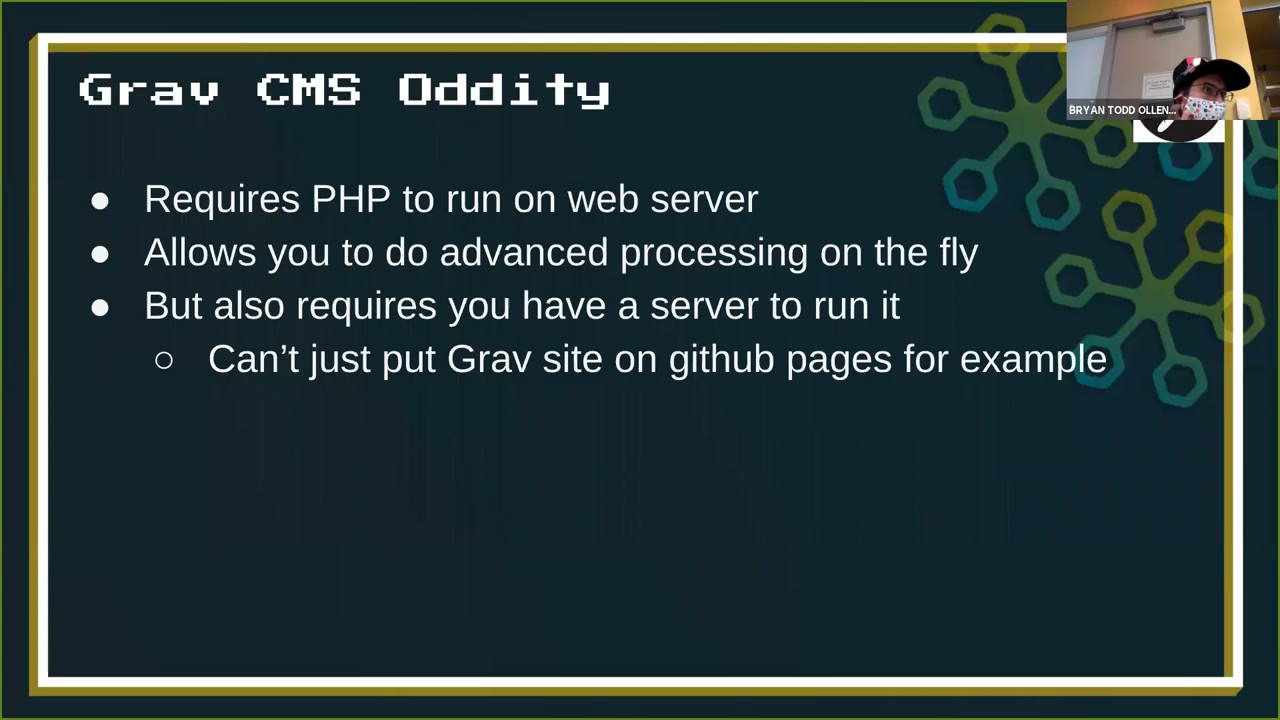 Grav CMS Oddity
BRYAN TODD OLLEN...
● Requires PHP to run on web server
● Allows you to do advanced processing on the fly
● But also requires you have a server to run it
○ Can’t just put Grav site on github pages for example